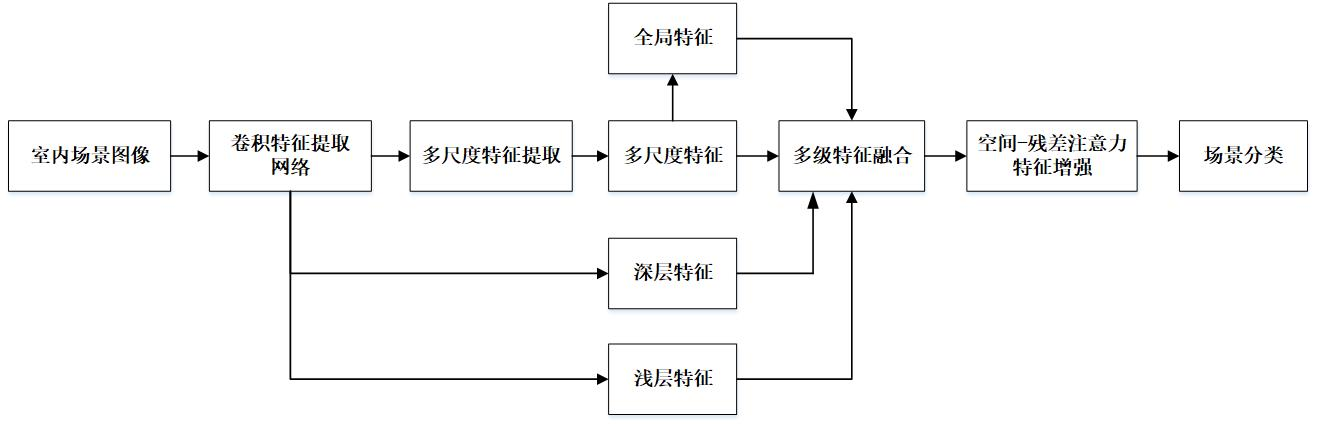 全局特征
室内场景图像
卷积特征提取
网络
多尺度特征提取
多尺度特征
多级特征融合
空间-残差注意力
特征增强
场景分类
深层特征
浅层特征